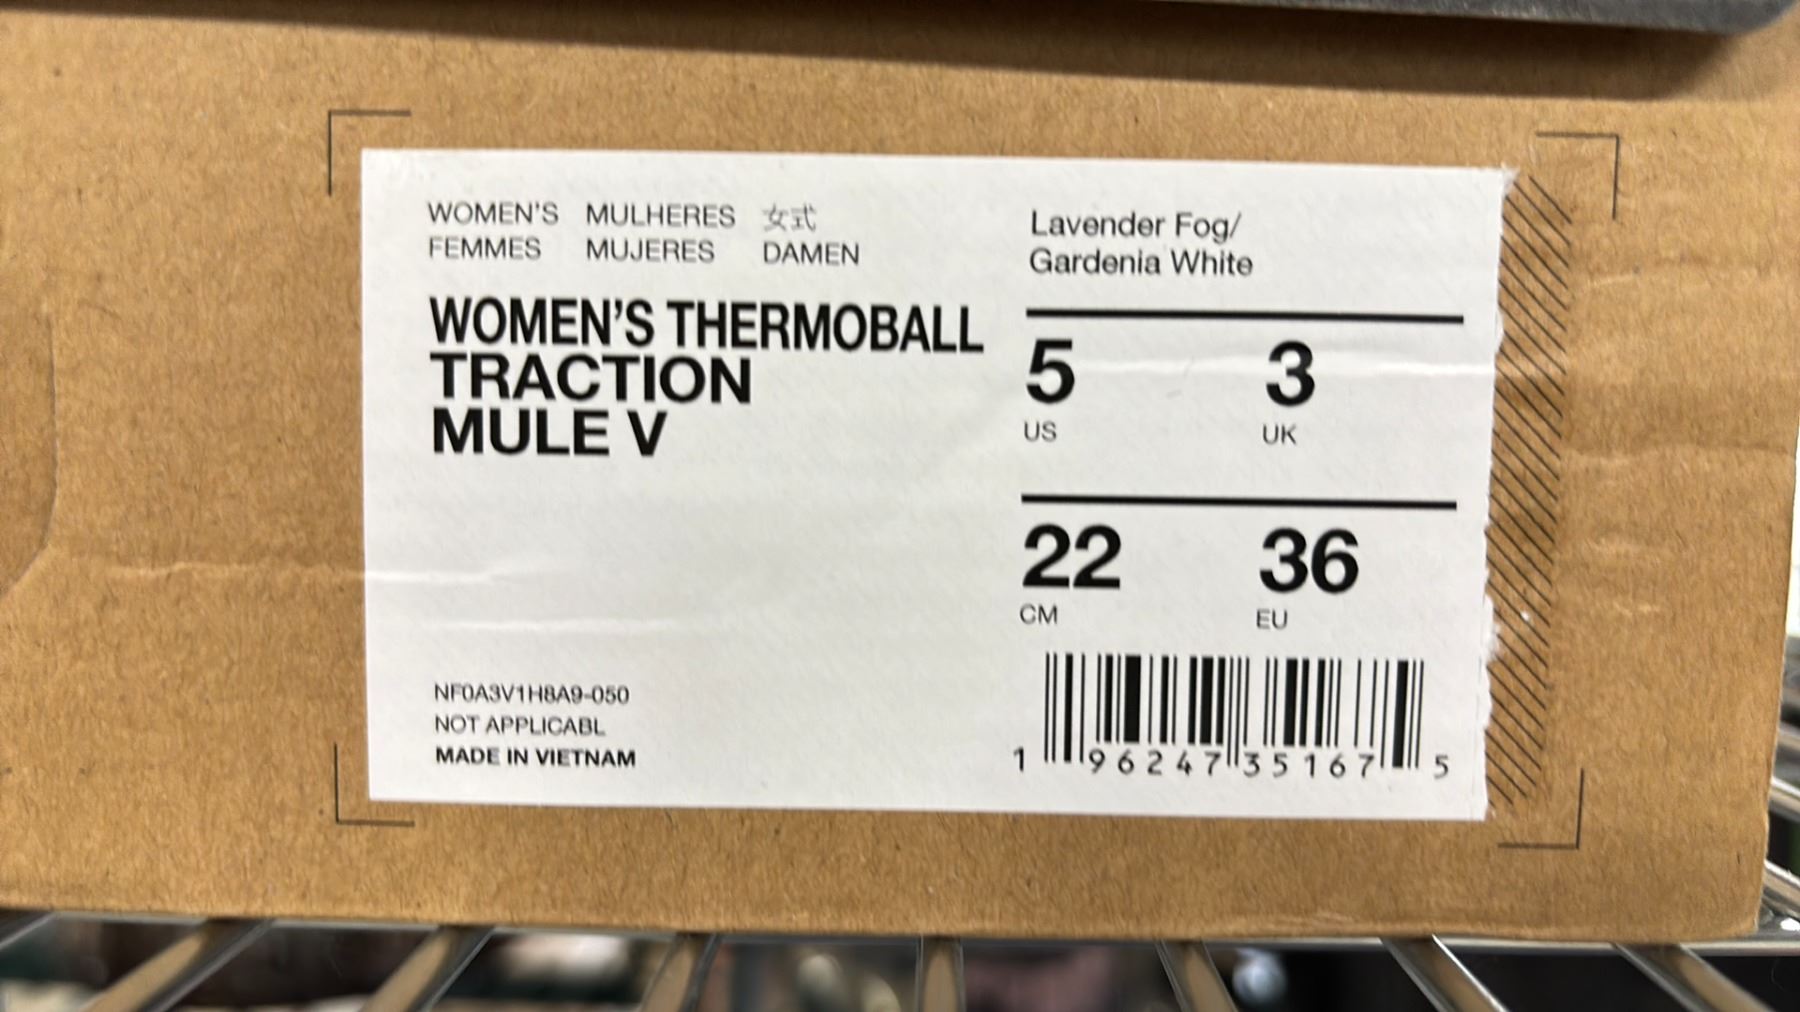 WOMEN'S MULHERES 女式
FEMMES MUJERES DAMEN
WOMEN'S THERMOBALL
TRACTION
MULE V
NF0A3V1H8A9-050
NOT APPLICABL
MADE IN VIETNAM
Lavender Fog/
Gardenia White
5 3
US UK
22 36
CM EU
1 96247 35167 5